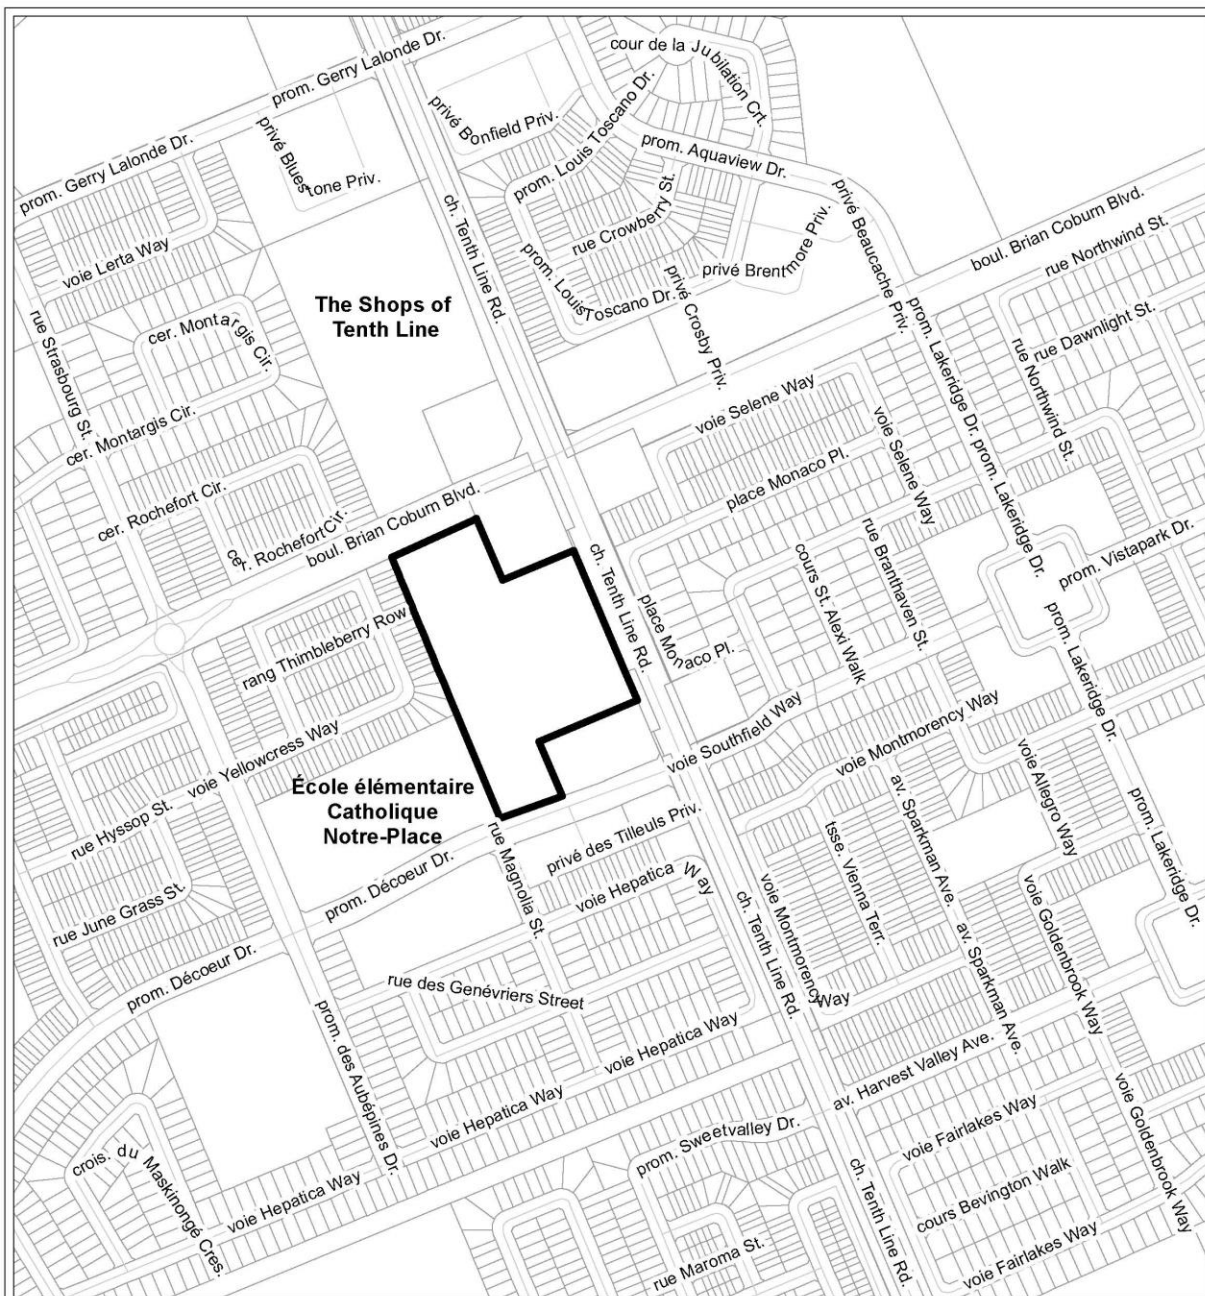 cour de la Jubilation Crt.
prom. Gerry Lalonde Dr.
prom. Gerry Lalonde Dr.
privé Bonfield Priv.
privé Bluestone Priv.
prom. Louis Toscano Dr.
prom. Aquaview Dr.
ch. Tenth Line Rd.
rue Crowberry St.
privé Beaucache Priv.
boul. Brian Coburn Blvd.
rue Northwind St.
voie Lerta Way
prom. Louis Toscano Dr.
privé Brentmore Priv.
privé Crosby Priv.
The Shops of
Tenth Line
cer. Montargis Cir.
rue Strasbourg St.
prom. Lakeridge Dr.
rue Dawnlight St.
rue Northwind St.
voie Selene Way
cer. Montargis Cir.
voie Selene Way
place Monaco Pl.
prom. Lakeridge Dr.
cer. Rochefort Cir.
cer. Rochefort Cir.
boul. Brian Coburn Blvd.
rue Branthaven St.
prom. Vistapark Dr.
ch. Tenth Line Rd.
cours St. Alexi Walk
place Monaco Pl.
rang Thimbleberry Row
prom. Lakeridge Dr.
voie Southfield Way
voie Montmorency Way
voie Yellowcress Way
École élémentaire
Catholique
Notre-Place
rue Hyssop St.
voie Allegro Way
av. Sparkman Ave.
prom. Lakeridge Dr.
rue Magnolia St.
privé des Tilleuls Priv.
tsse. Vienna Terr.
voie Hepatica Way
prom. Décoeur Dr.
rue June Grass St.
voie Montmorency Way
ch. Tenth Line Rd.
voie Goldenbrook Way
av. Sparkman Ave.
prom. Décoeur Dr.
rue des Genévriers Street
prom. des Aubépines Dr.
voie Hepatica Way
av. Harvest Valley Ave.
voie Hepatica Way
voie Goldenbrook Way
voie Fairlakes Way
prom. Sweetvalley Dr.
crois. du Maskinongé Cres.
voie Hepatica Way
ch. Tenth Line Rd.
cours Bevington Walk
rue Maroma St.
voie Fairlakes Way